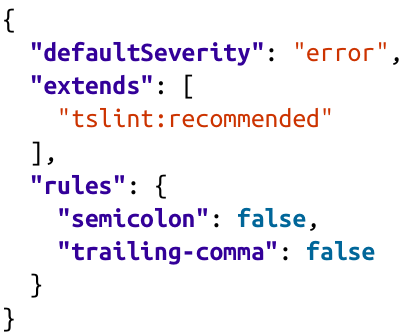 {
  "defaultSeverity": "error",
  "extends": [
    "tslint:recommended"
  ],
  "rules": {
    "semicolon": false,
    "trailing-comma": false
  }
}